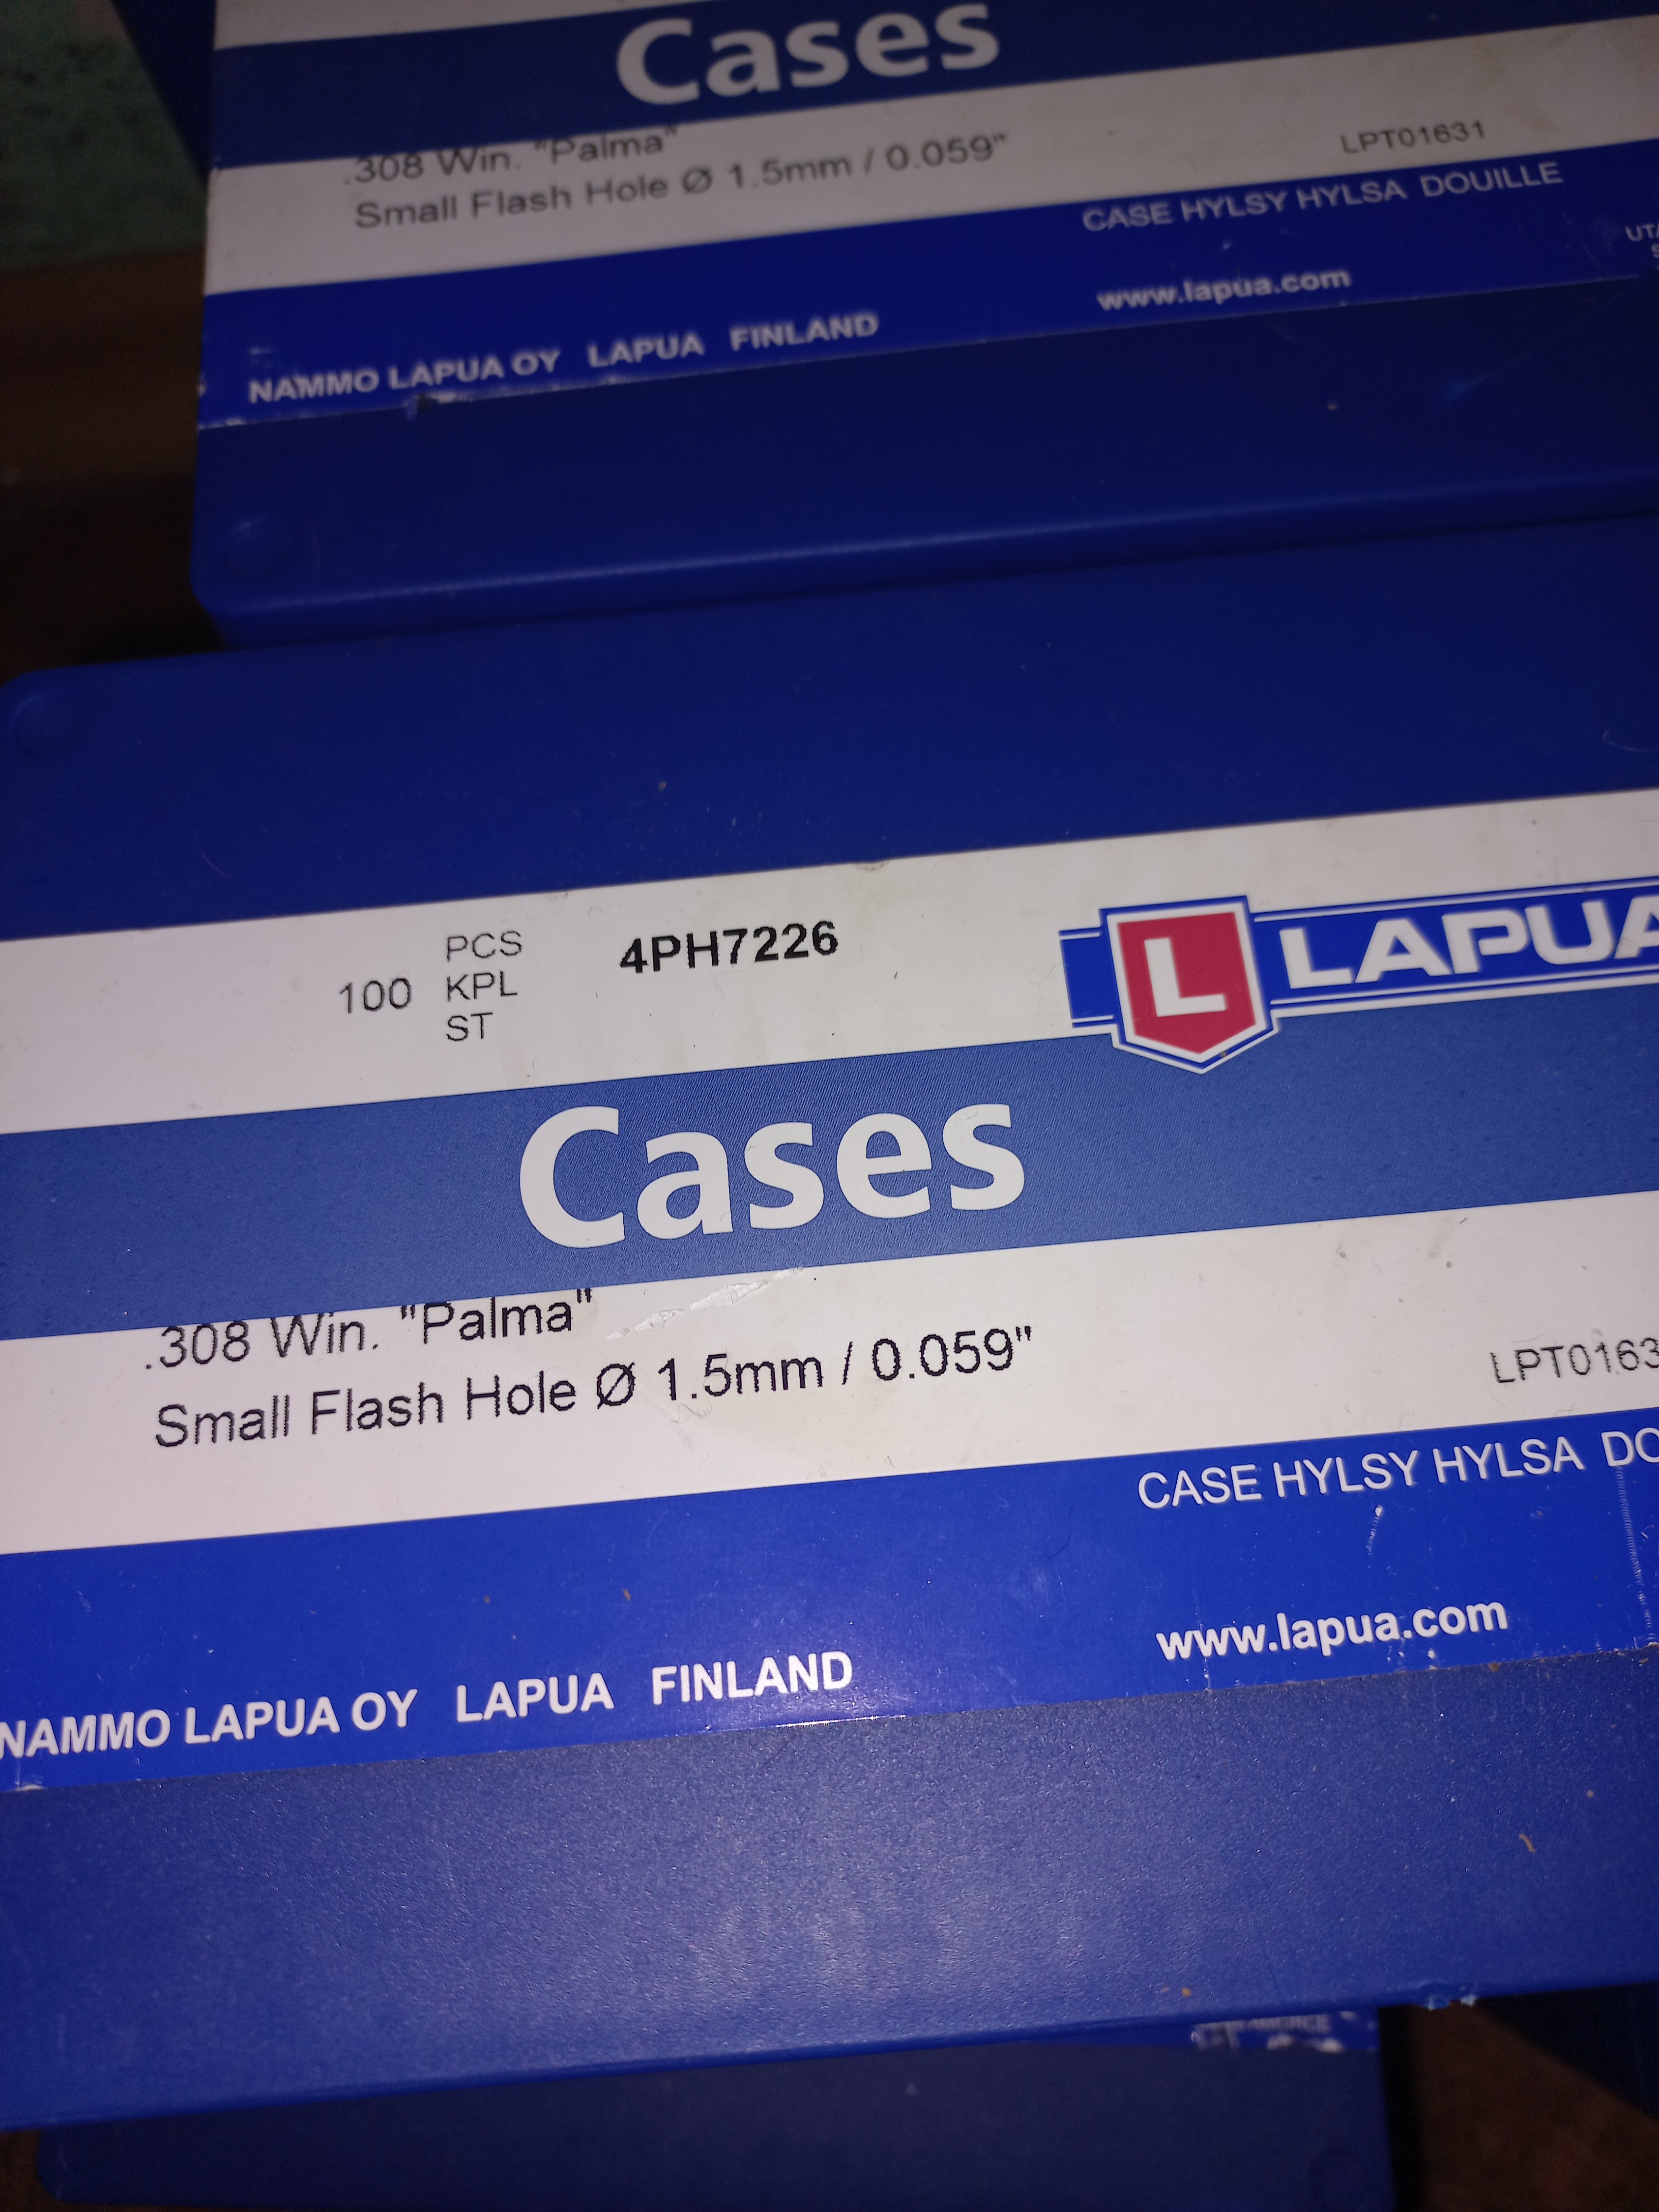 Cases
.308 Win. "Palma"
Small Flash Hole Ø 1.5mm / 0.059"
LPT01631
CASE HYLSY HYLSA DOUILLE
www.lapua.com
NAMMO LAPUA OY LAPUA FINLAND
100
PCS
KPL
ST
4PH7226
L LAPUA
Cases
.308 Win. "Palma"
Small Flash Hole Ø 1.5mm / 0.059"
LPT0163
CASE HYLSY HYLSA DO
www.lapua.com
NAMMO LAPUA OY LAPUA FINLAND